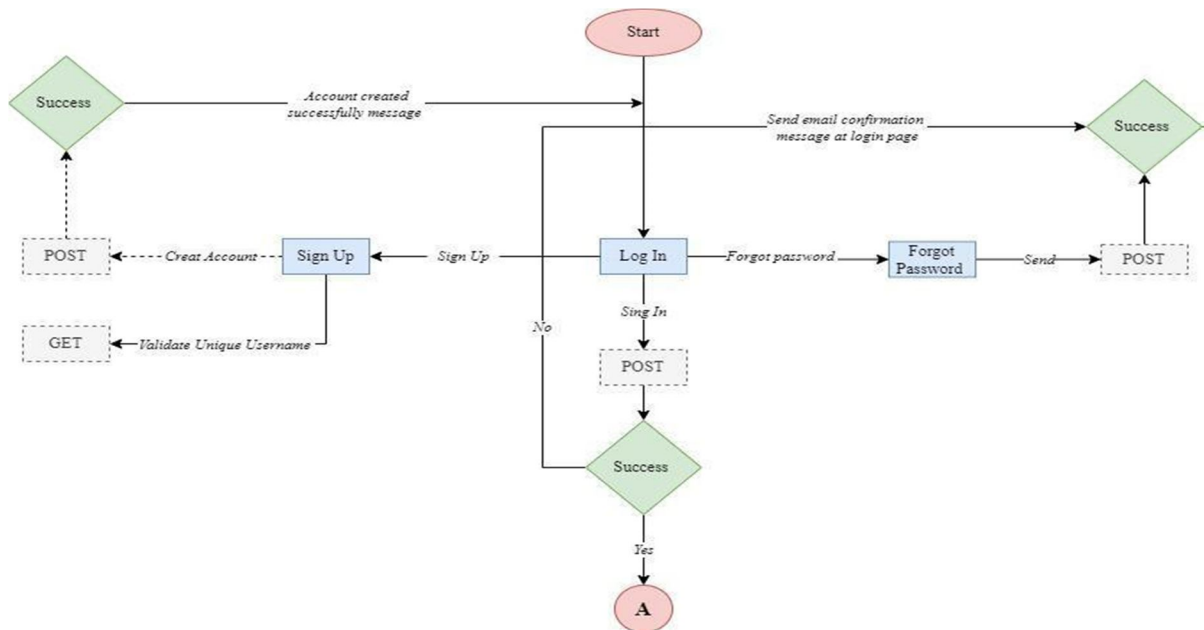 Start
Success
Account created
successfully message
Send email confirmation
message at login page
Success
POST
Creat Account
Sign Up
Sign Up
Log In
Forgot password
Forgot
Password
Send
POST
Sing In
No
GET
Validate Unique Username
POST
Success
Yes
A